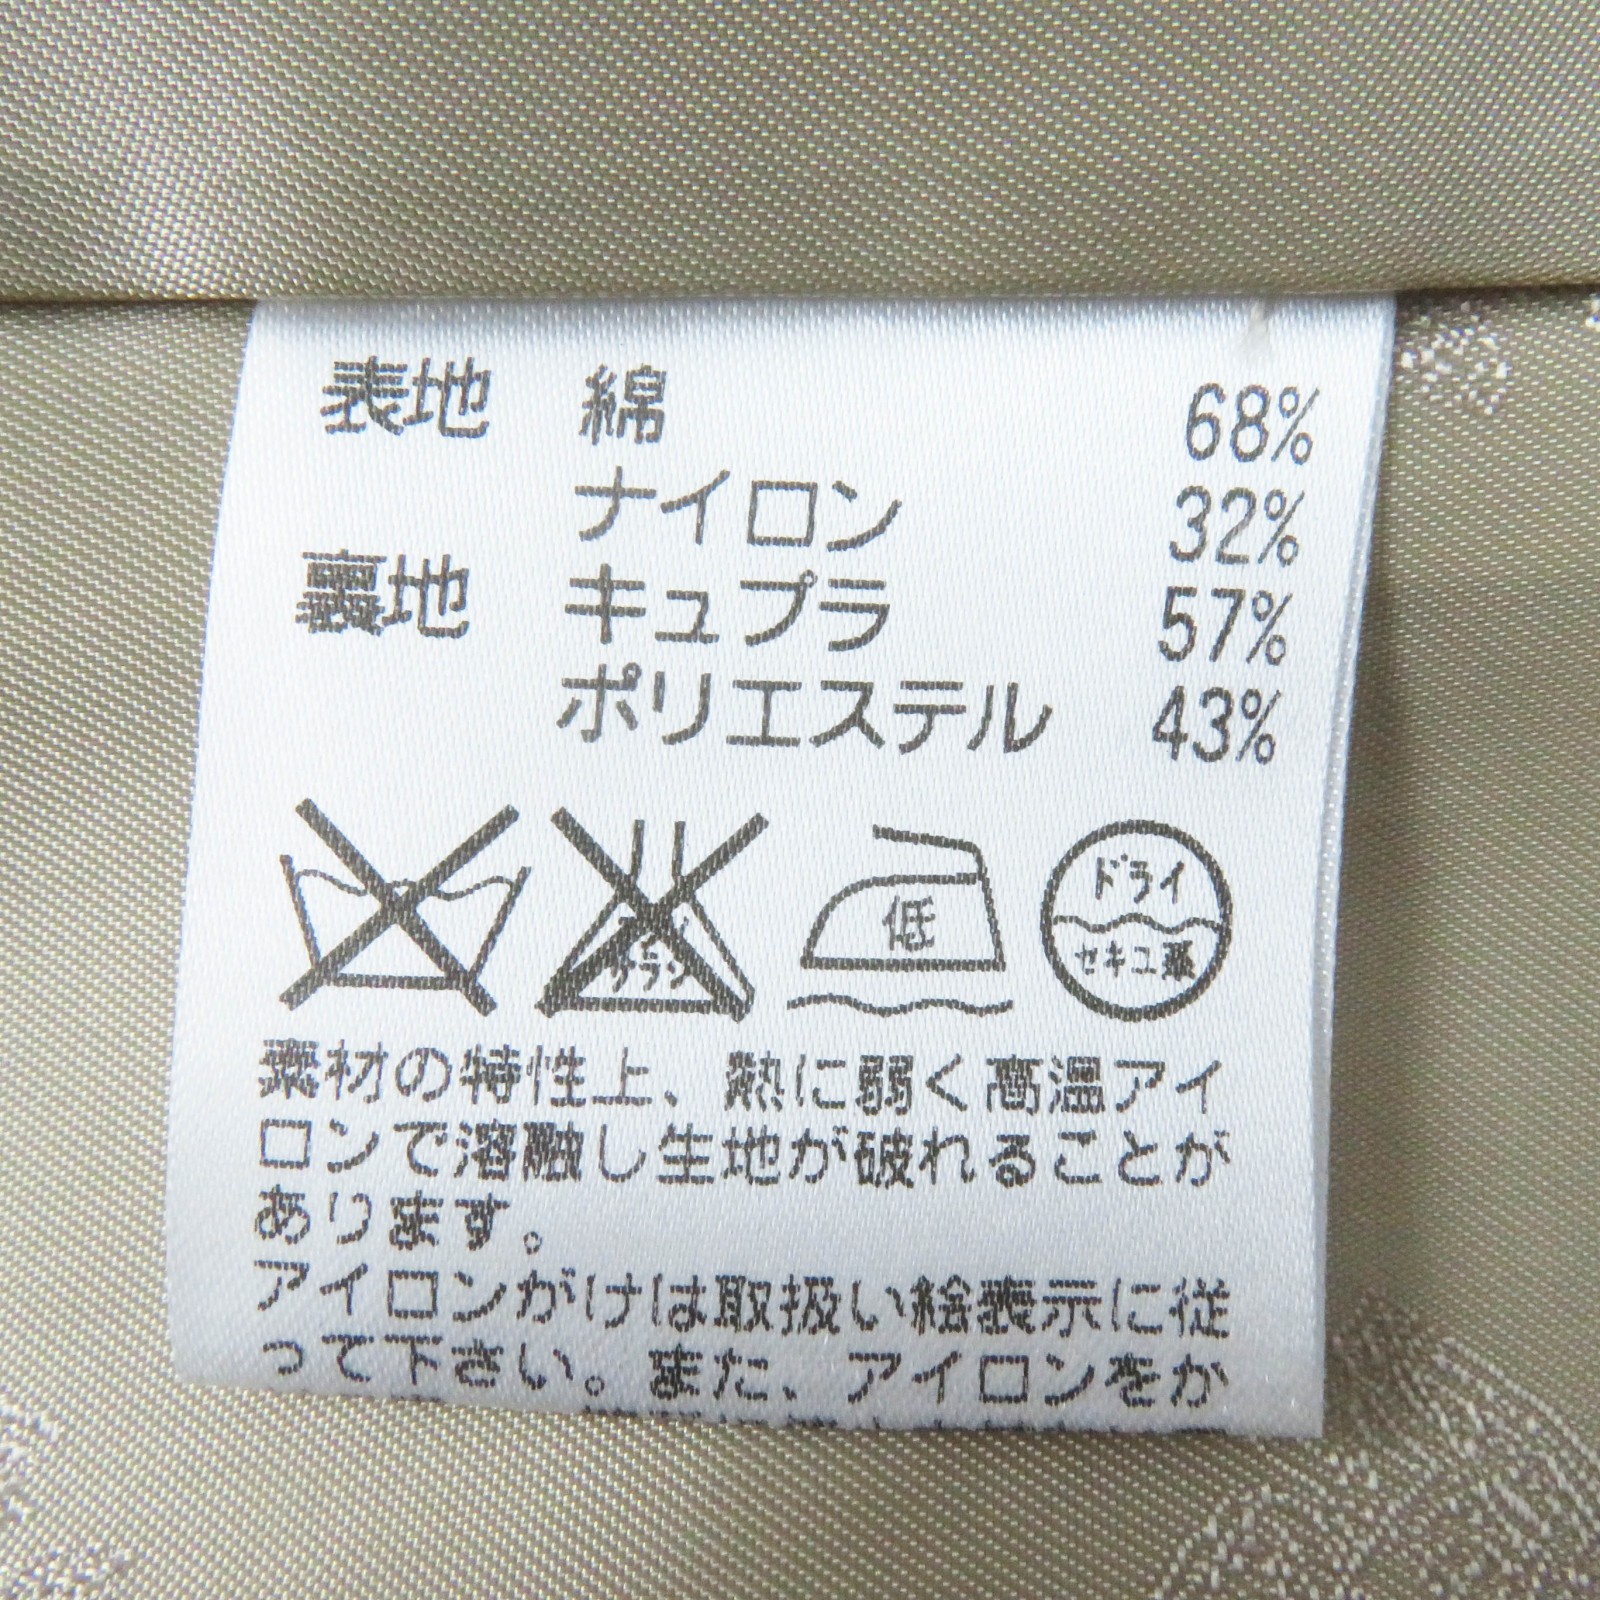 表地 綿 68%
ナイロン 32%
裏地 キュプラ 57%
ポリエステル 43%
低 ドライ
セキユ系
素材の特性上、熱に弱く高温アイ
ロンで溶融し生地が破れることが
あります。
アイロンがけは取扱い絵表示に従
って下さい。また、アイロンをか